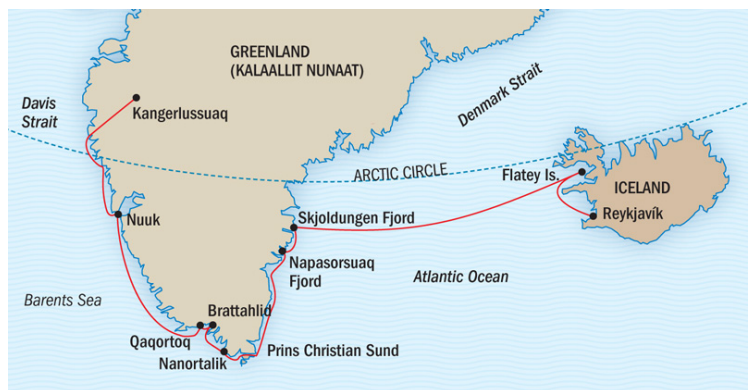 GREENLAND
(KALAALLIT NUNAAT)
Davis
Strait
Kangerlussuaq
Denmark Strait
ARCTIC CIRCLE
Flatey Is.
ICELAND
Reykjavík
Nuuk
Skjoldungen Fjord
Napasorsuaq
Fjord
Atlantic Ocean
Barents Sea
Brattahlid
Qaqortoq
Nanortalik
Prins Christian Sund